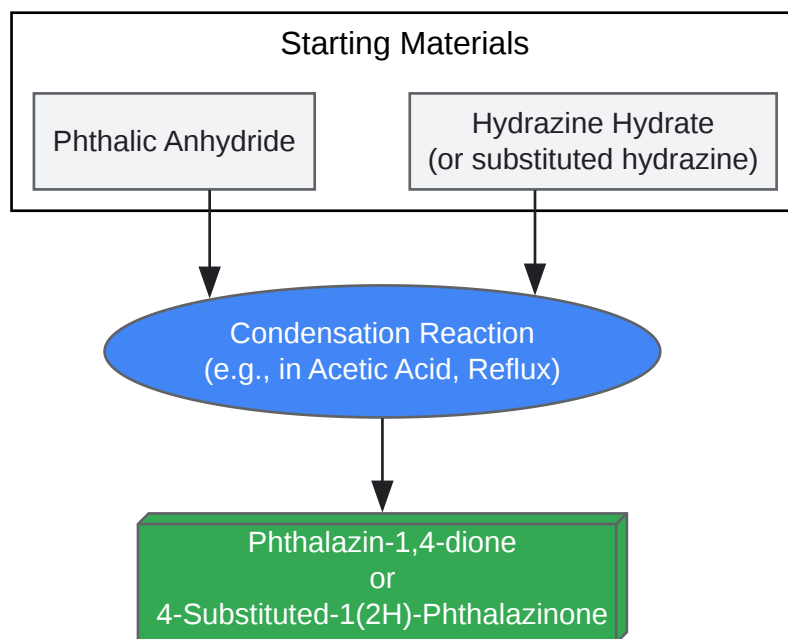 Starting Materials
Phthalic Anhydride
Hydrazine Hydrate
(or substituted hydrazine)
Condensation Reaction
(e.g., in Acetic Acid, Reflux)
Phthalazin-1,4-dione
or
4-Substituted-1(2H)-Phthalazinone